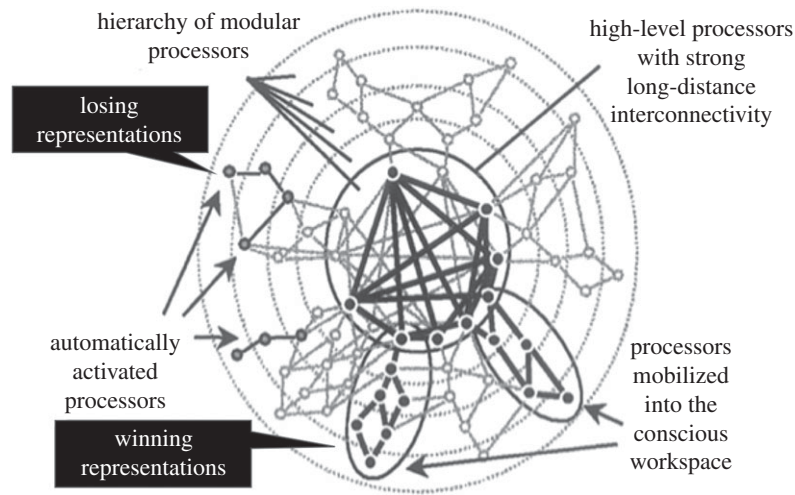 hierarchy of modular
processors
high-level processors
with strong
long-distance
interconnectivity
losing
representations
automatically
activated
processors
winning
representations
processors
mobilized
into the
conscious
workspace